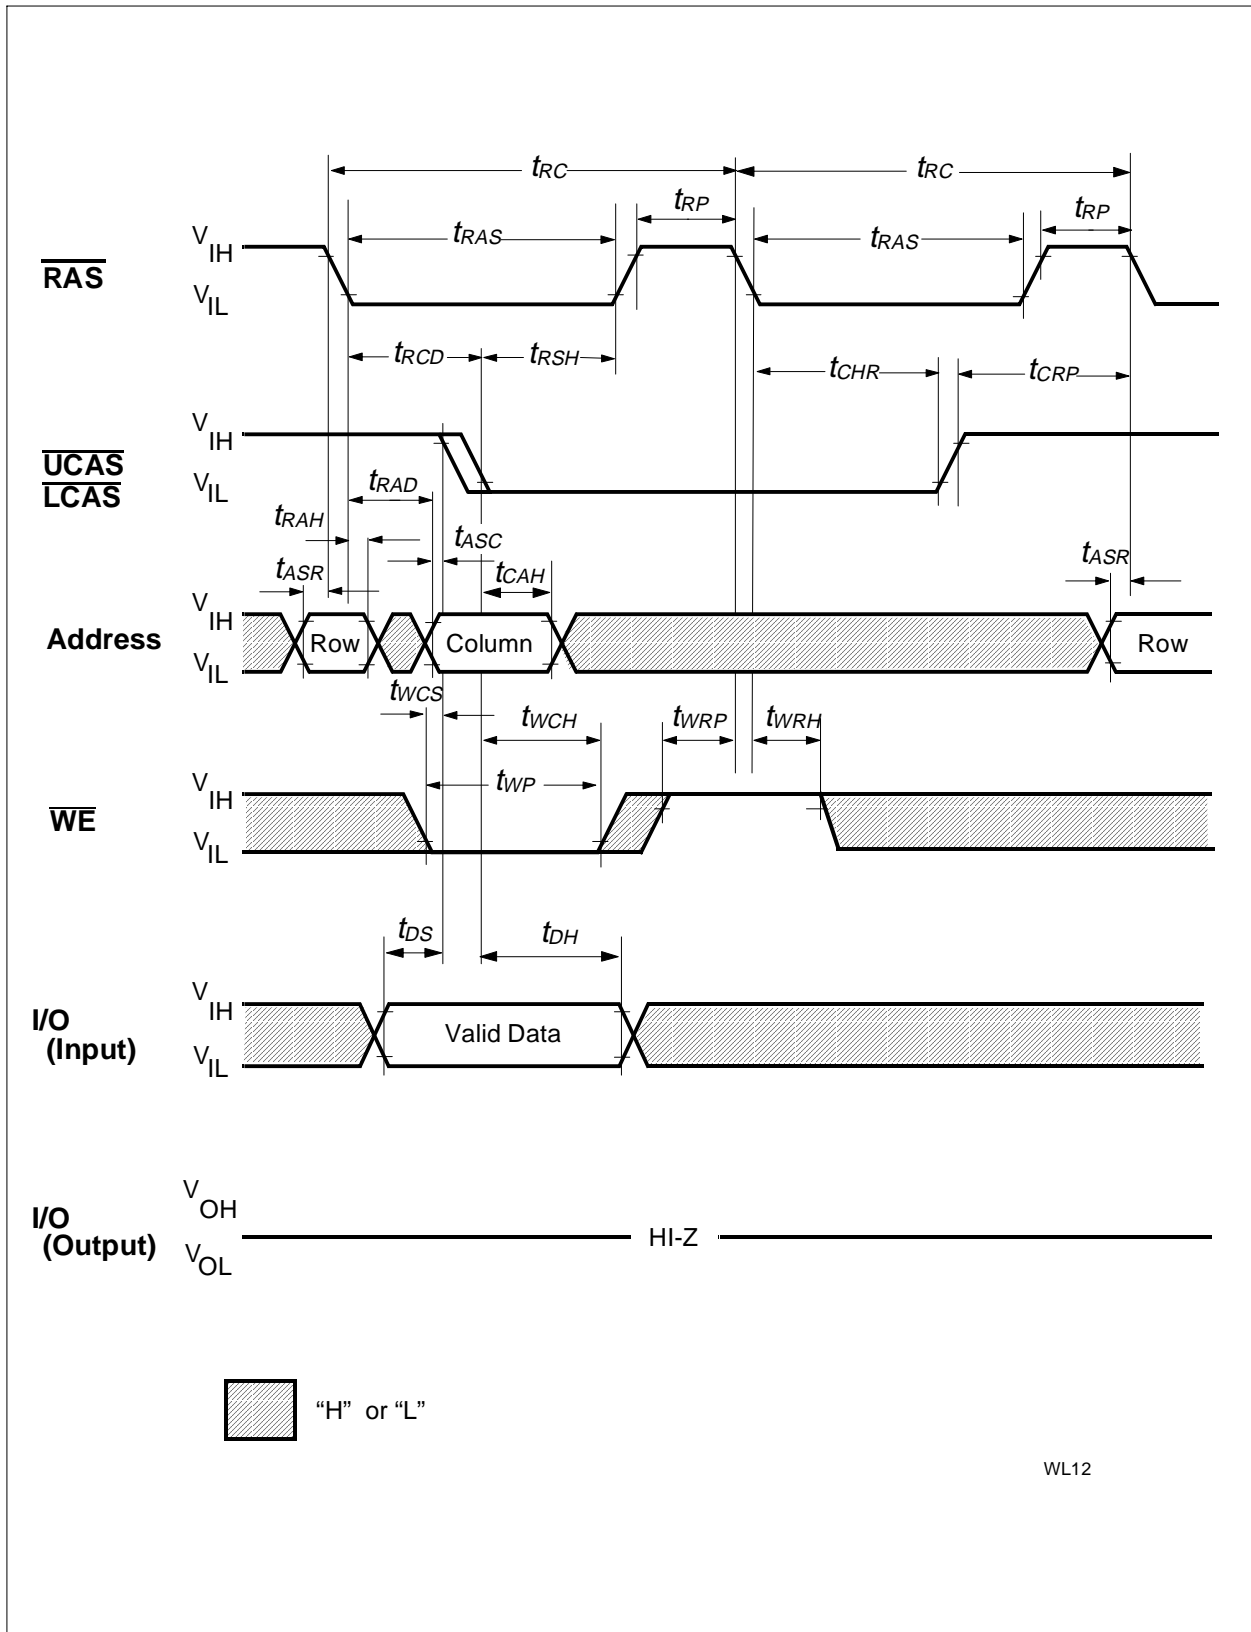 tRC tRC
tRP tRP
tRAS tRAS
RAS VIH
VIL
tRCD tRSH
tCHR tCRP
UCAS VIH
LCAS VIL
tRAD
tRAH
tASC
tASR tCAH tASR
Address VIH
VIL
Row Column Row
tWCS
tWCH tWRP tWRH
tWP
WE VIH
VIL
tDS tDH
I/O VIH
(Input) VIL
Valid Data
I/O VOH
(Output) VOL
HI-Z
“H” or “L”
WL12